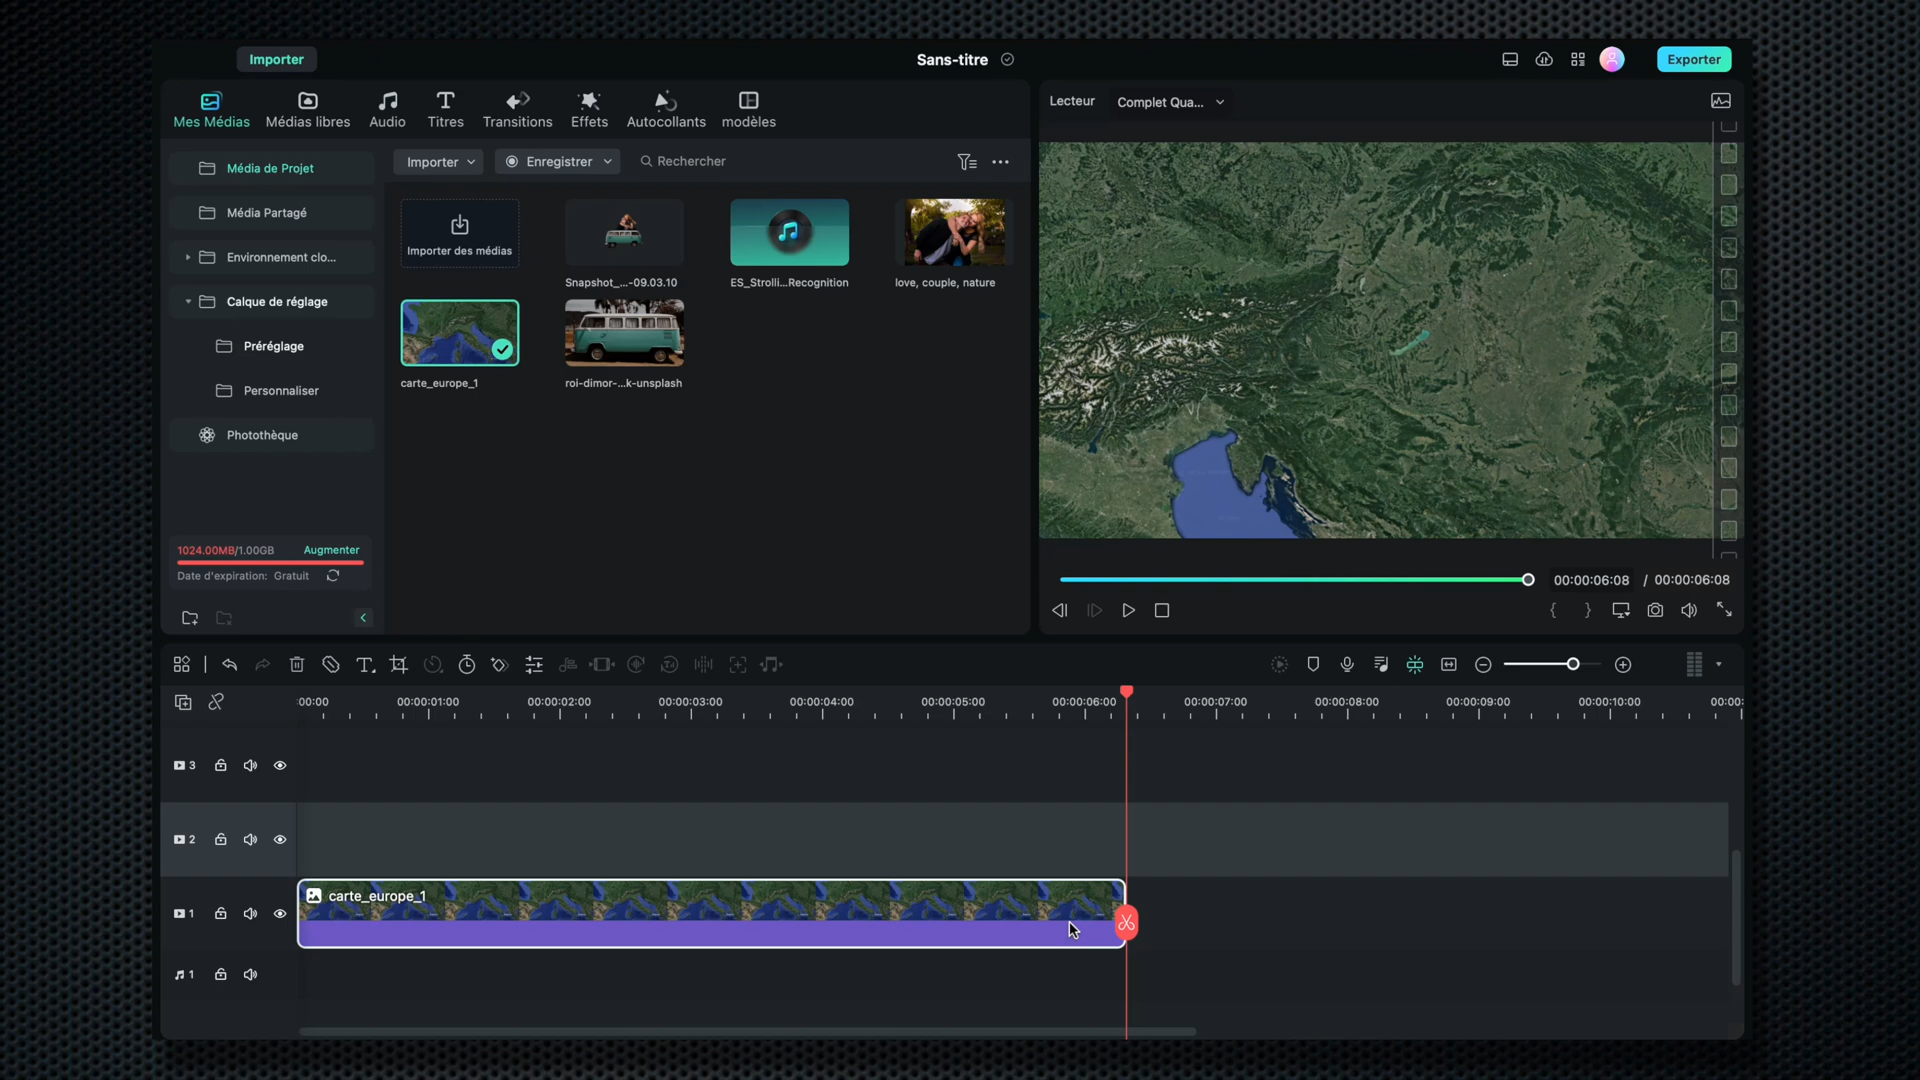 Importer
Sans-titre
Exporter
Mes Médias
Médias libres
Audio
Titres
Transitions
Effets
Autocollants
modèles
Lecteur
Complet Qua...
Média de Projet
Importer
Enregistrer
Rechercher
Média Partagé
Environnement clo...
Calque de réglage
Préréglage
Personnaliser
Photothèque
Importer des médias
Snapshot_...-09.03.10
ES_Strolli...Recognition
love, couple, nature
carte_europe_1
roi-dimor-...k-unsplash
1024.00MB/1.00GB
Augmenter
Date d'expiration: Gratuit
00:00:06:08 / 00:00:06:08
:00:00
00:00:01:00
00:00:02:00
00:00:03:00
00:00:04:00
00:00:05:00
00:00:06:00
00:00:07:00
00:00:08:00
00:00:09:00
00:00:10:00
00:00:
3
2
carte_europe_1
1
1